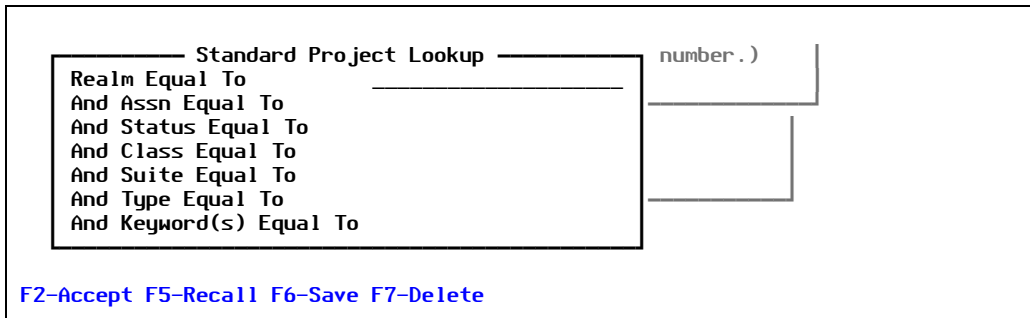 Standard Project Lookup
number.)
Realm Equal To ____________________
And Assn Equal To
And Status Equal To
And Class Equal To
And Suite Equal To
And Type Equal To
And Keyword(s) Equal To
F2-Accept F5-Recall F6-Save F7-Delete